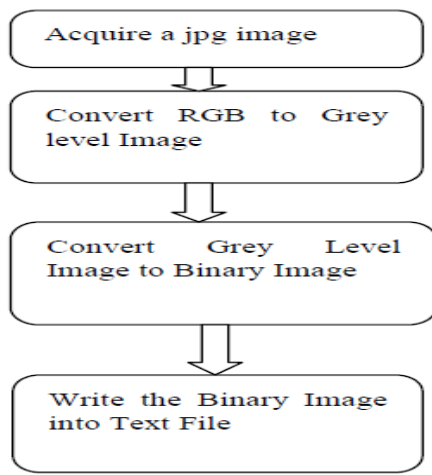 Acquire a jpg image
Convert RGB to Grey
level Image
Convert Grey Level
Image to Binary Image
Write the Binary Image
into Text File